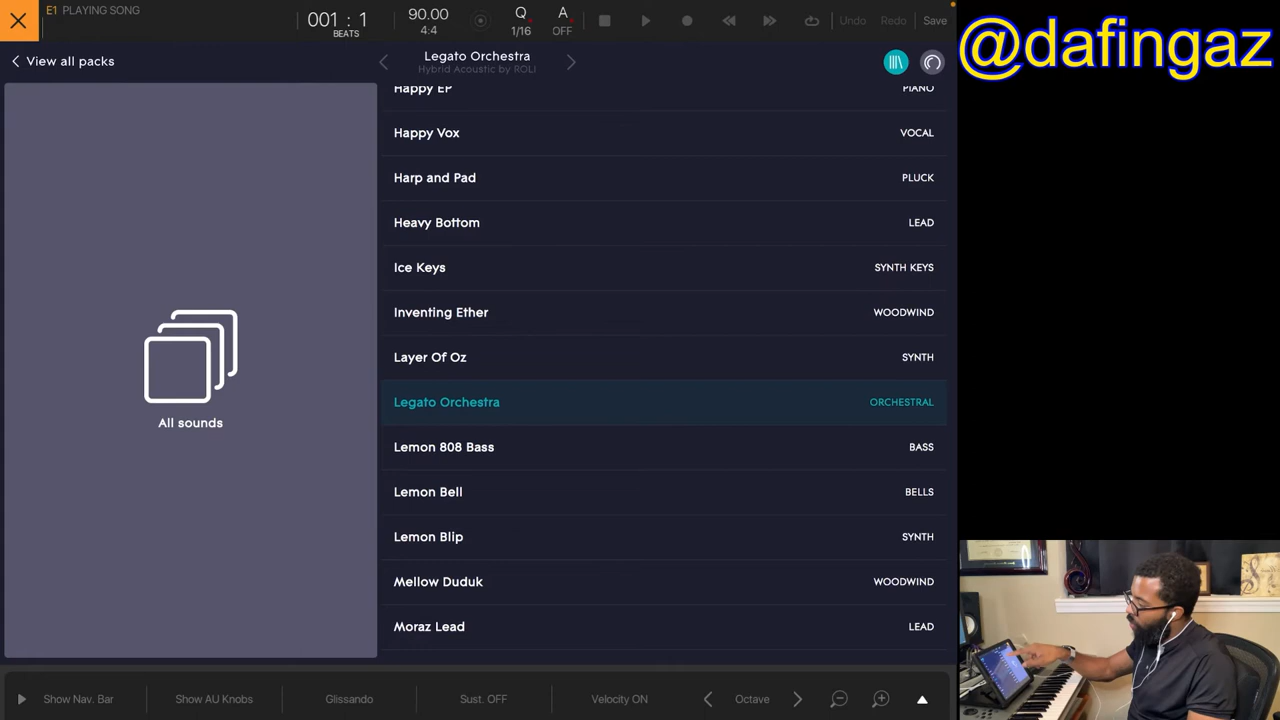 E1 PLAYING SONG
001 : 1
BEATS
90.00
4:4
Q
1/16
A
OFF
Undo
Redo
Save
@dafingaz
View all packs
Legato Orchestra
Hybrid Acoustic by ROLI
Happy EP PIANO
Happy Vox VOCAL
Harp and Pad PLUCK
Heavy Bottom LEAD
Ice Keys SYNTH KEYS
Inventing Ether WOODWIND
Layer Of Oz SYNTH
Legato Orchestra ORCHESTRAL
Lemon 808 Bass BASS
Lemon Bell BELLS
Lemon Blip SYNTH
Mellow Duduk WOODWIND
Moraz Lead LEAD
All sounds
Show Nav. Bar
Show AU Knobs
Glissando
Sust. OFF
Velocity ON
Octave